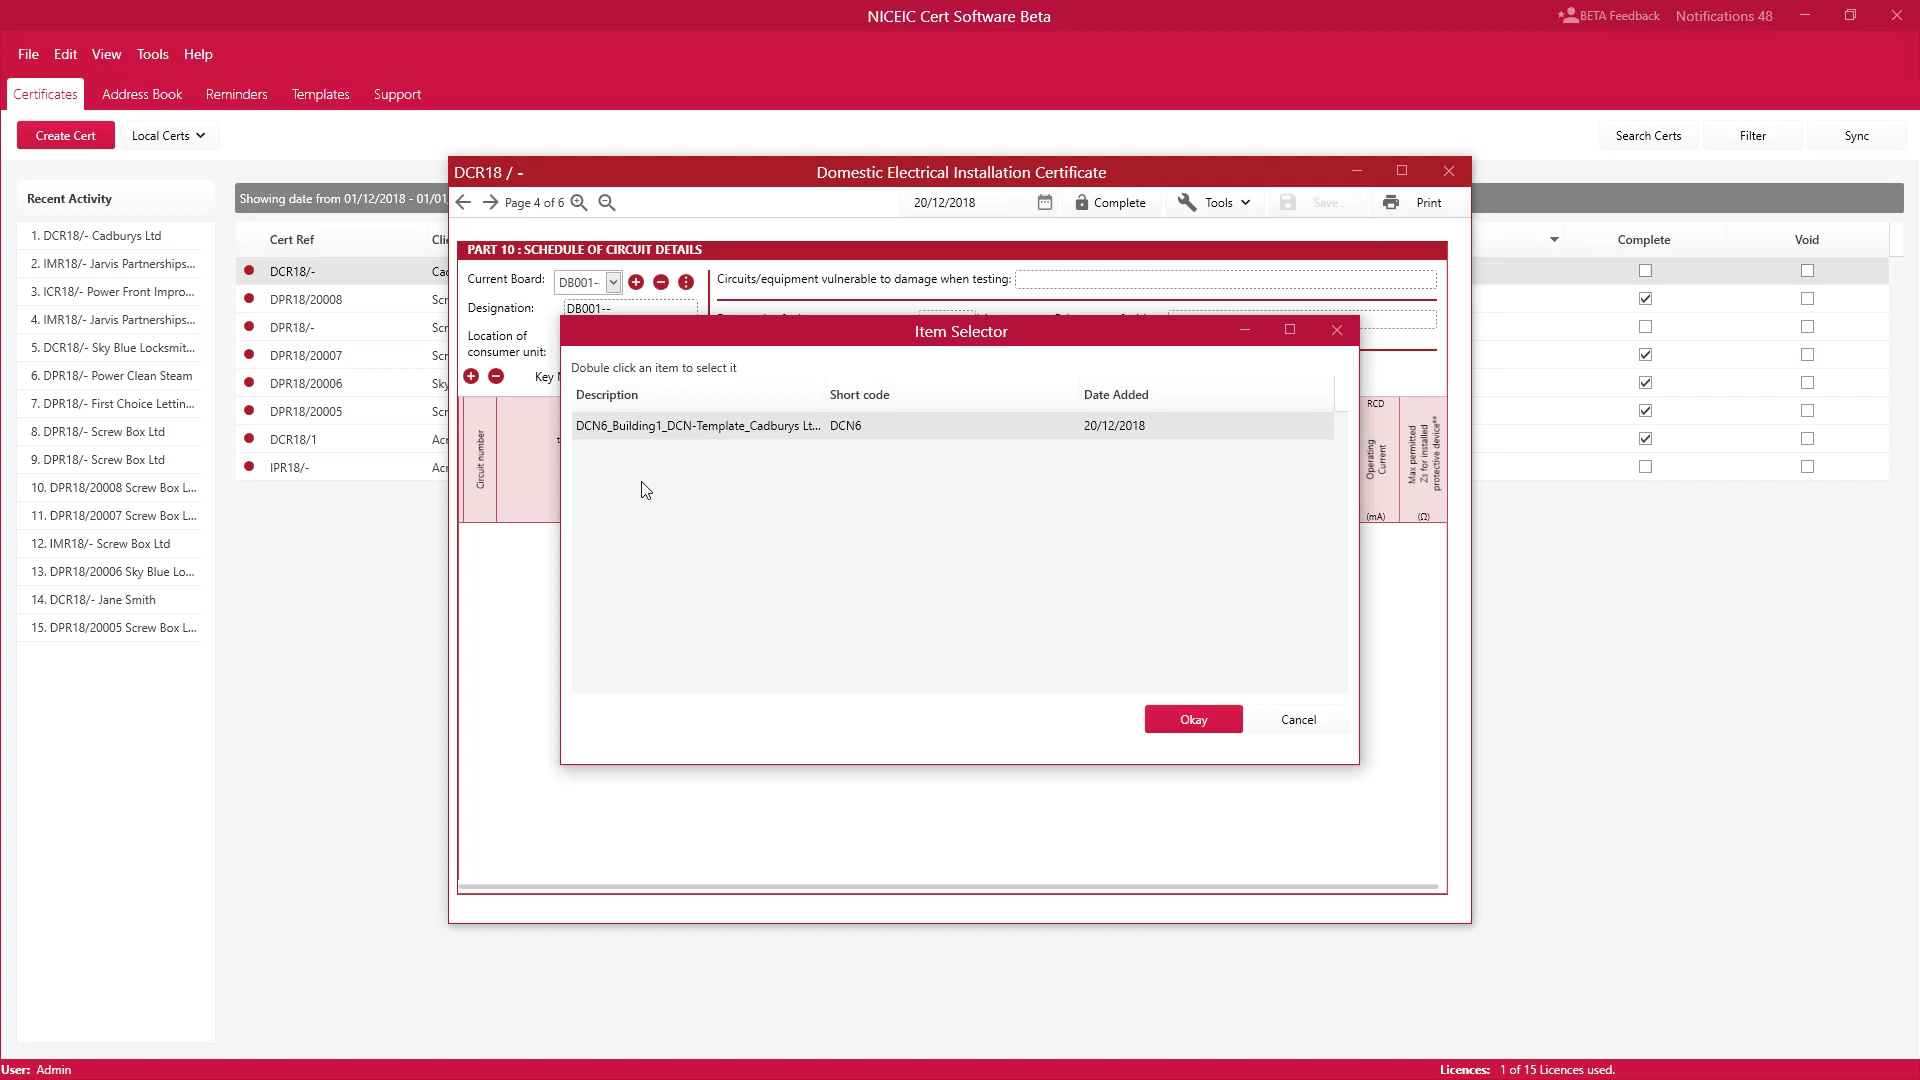 NICEIC Cert Software Beta
BETA Feedback
Notifications 48
File Edit View Tools Help
Certificates Address Book Reminders Templates Support
Create Cert
Local Certs
Search Certs
Filter
Sync
Recent Activity
1. DCR18/- Cadburys Ltd
2. IMR18/- Jarvis Partnerships...
3. ICR18/- Power Front Impro...
4. IMR18/- Jarvis Partnerships...
5. DCR18/- Sky Blue Locksmit...
6. DPR18/- Power Clean Steam
7. DPR18/- First Choice Lettin...
8. DPR18/- Screw Box Ltd
9. DPR18/- Screw Box Ltd
10. DPR18/20008 Screw Box L...
11. DPR18/20007 Screw Box L...
12. IMR18/- Screw Box Ltd
13. DPR18/20006 Sky Blue Lo...
14. DCR18/- Jane Smith
15. DPR18/20005 Screw Box L...
Showing date from 01/12/2018 - 01/01
Cert Ref Clie
DCR18/- Cad
DPR18/20008 Scr
DPR18/- Scr
DPR18/20007 Scr
DPR18/20006 Sky
DPR18/20005 Scr
DCR18/1 Acr
IPR18/- Acr
Complete Void
DCR18 / -
Domestic Electrical Installation Certificate
Page 4 of 6
20/12/2018
Complete
Tools
Save
Print
PART 10 : SCHEDULE OF CIRCUIT DETAILS
Current Board: DB001-
Circuits/equipment vulnerable to damage when testing:
Designation: DB001--
Location of
consumer unit:
Key
Circuit number
RCD
Operating
Current
(mA)
Max permitted
Zs for installed
protective device**
(Ω)
Item Selector
Dobule click an item to select it
Description Short code Date Added
DCN6_Building1_DCN-Template_Cadburys Lt... DCN6 20/12/2018
Okay
Cancel
User: Admin
Licences: 1 of 15 Licences used.